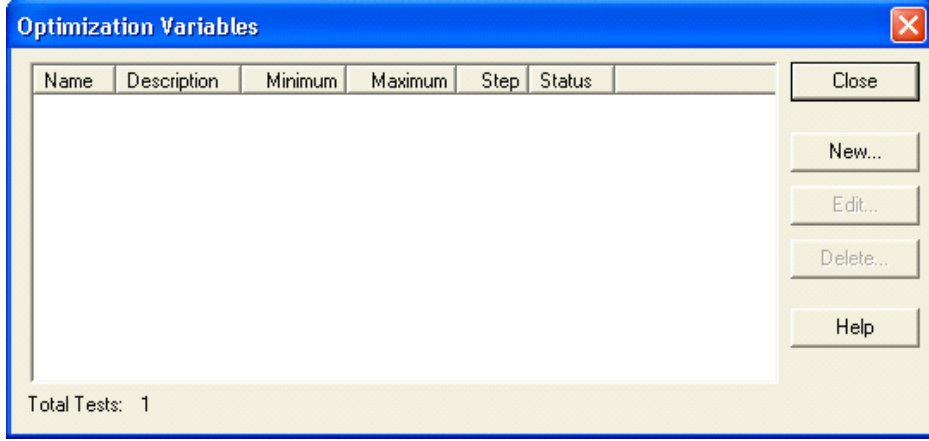 Optimization Variables
Name Description Minimum Maximum Step Status
Close
New...
Edit...
Delete...
Help
Total Tests: 1